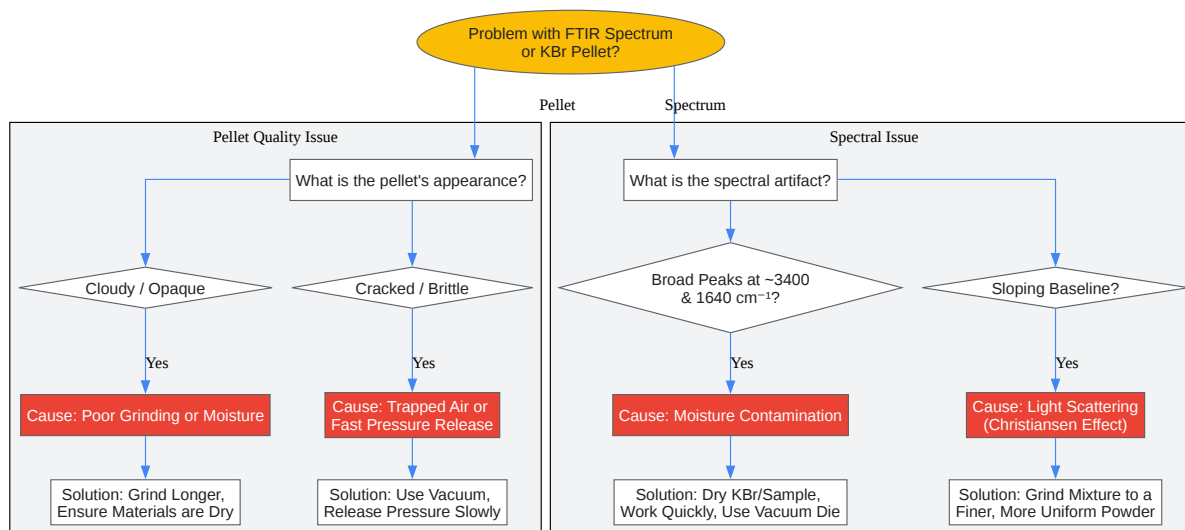 Problem with FTIR Spectrum
or KBr Pellet?
Pellet
Spectrum
Pellet Quality Issue
Spectral Issue
What is the pellet's appearance?
What is the spectral artifact?
Cloudy / Opaque
Cracked / Brittle
Broad Peaks at ~3400
& 1640 cm⁻¹?
Sloping Baseline?
Yes
Yes
Yes
Yes
Cause: Poor Grinding or Moisture
Cause: Trapped Air or
Fast Pressure Release
Cause: Moisture Contamination
Cause: Light Scattering
(Christiansen Effect)
Solution: Grind Longer,
Ensure Materials are Dry
Solution: Use Vacuum,
Release Pressure Slowly
Solution: Dry KBr/Sample,
Work Quickly, Use Vacuum Die
Solution: Grind Mixture to a
Finer, More Uniform Powder